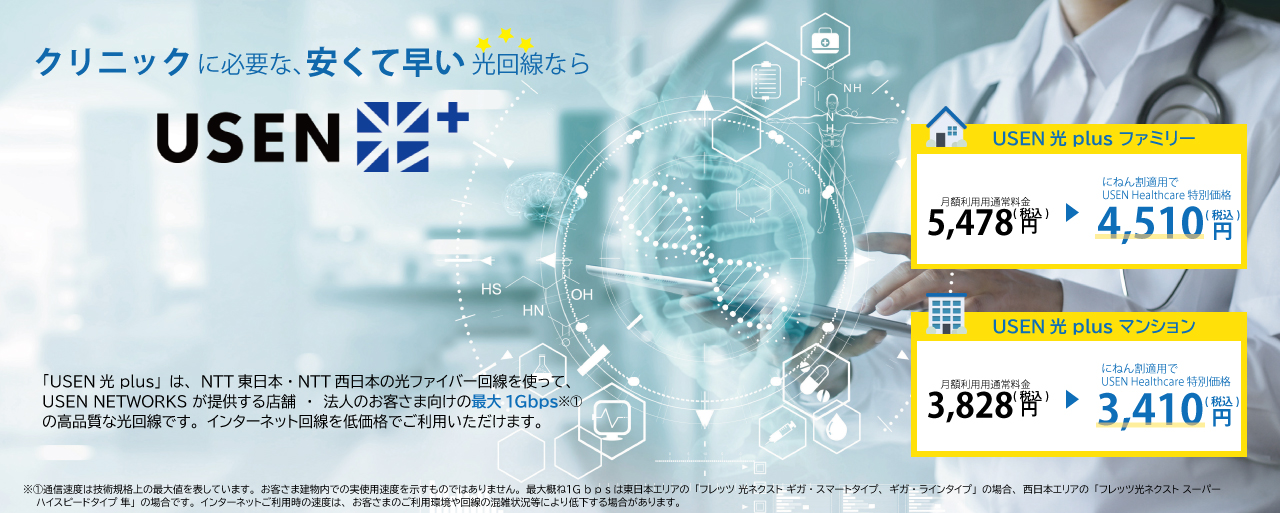 クリニックに必要な、安くて早い光回線なら
USEN 光+
「USEN 光 plus」は、NTT 東日本・NTT 西日本の光ファイバー回線を使って、
USEN NETWORKS が提供する店舗 ・ 法人のお客さま向けの最大 1Gbps※①
の高品質な光回線です。インターネット回線を低価格でご利用いただけます。
F
NH
N
H
O
OH
N
HS
OH
HN
USEN 光 plus ファミリー
月額利用用通常料金
5,478円(税込)
にねん割適用で
USEN Healthcare 特別価格
4,510円(税込)
USEN 光 plus マンション
月額利用用通常料金
3,828円(税込)
にねん割適用で
USEN Healthcare 特別価格
3,410円(税込)
※①通信速度は技術規格上の最大値を表しています。お客さま建物内での実使用速度を示すものではありません。最大概ね1Ｇｂｐｓは東日本エリアの「フレッツ 光ネクスト ギガ・スマートタイプ、ギガ・ラインタイプ」の場合、西日本エリアの「フレッツ光ネクスト スーパー
ハイスピードタイプ 隼」の場合です。インターネットご利用時の速度は、お客さまのご利用環境や回線の混雑状況等により低下する場合があります。